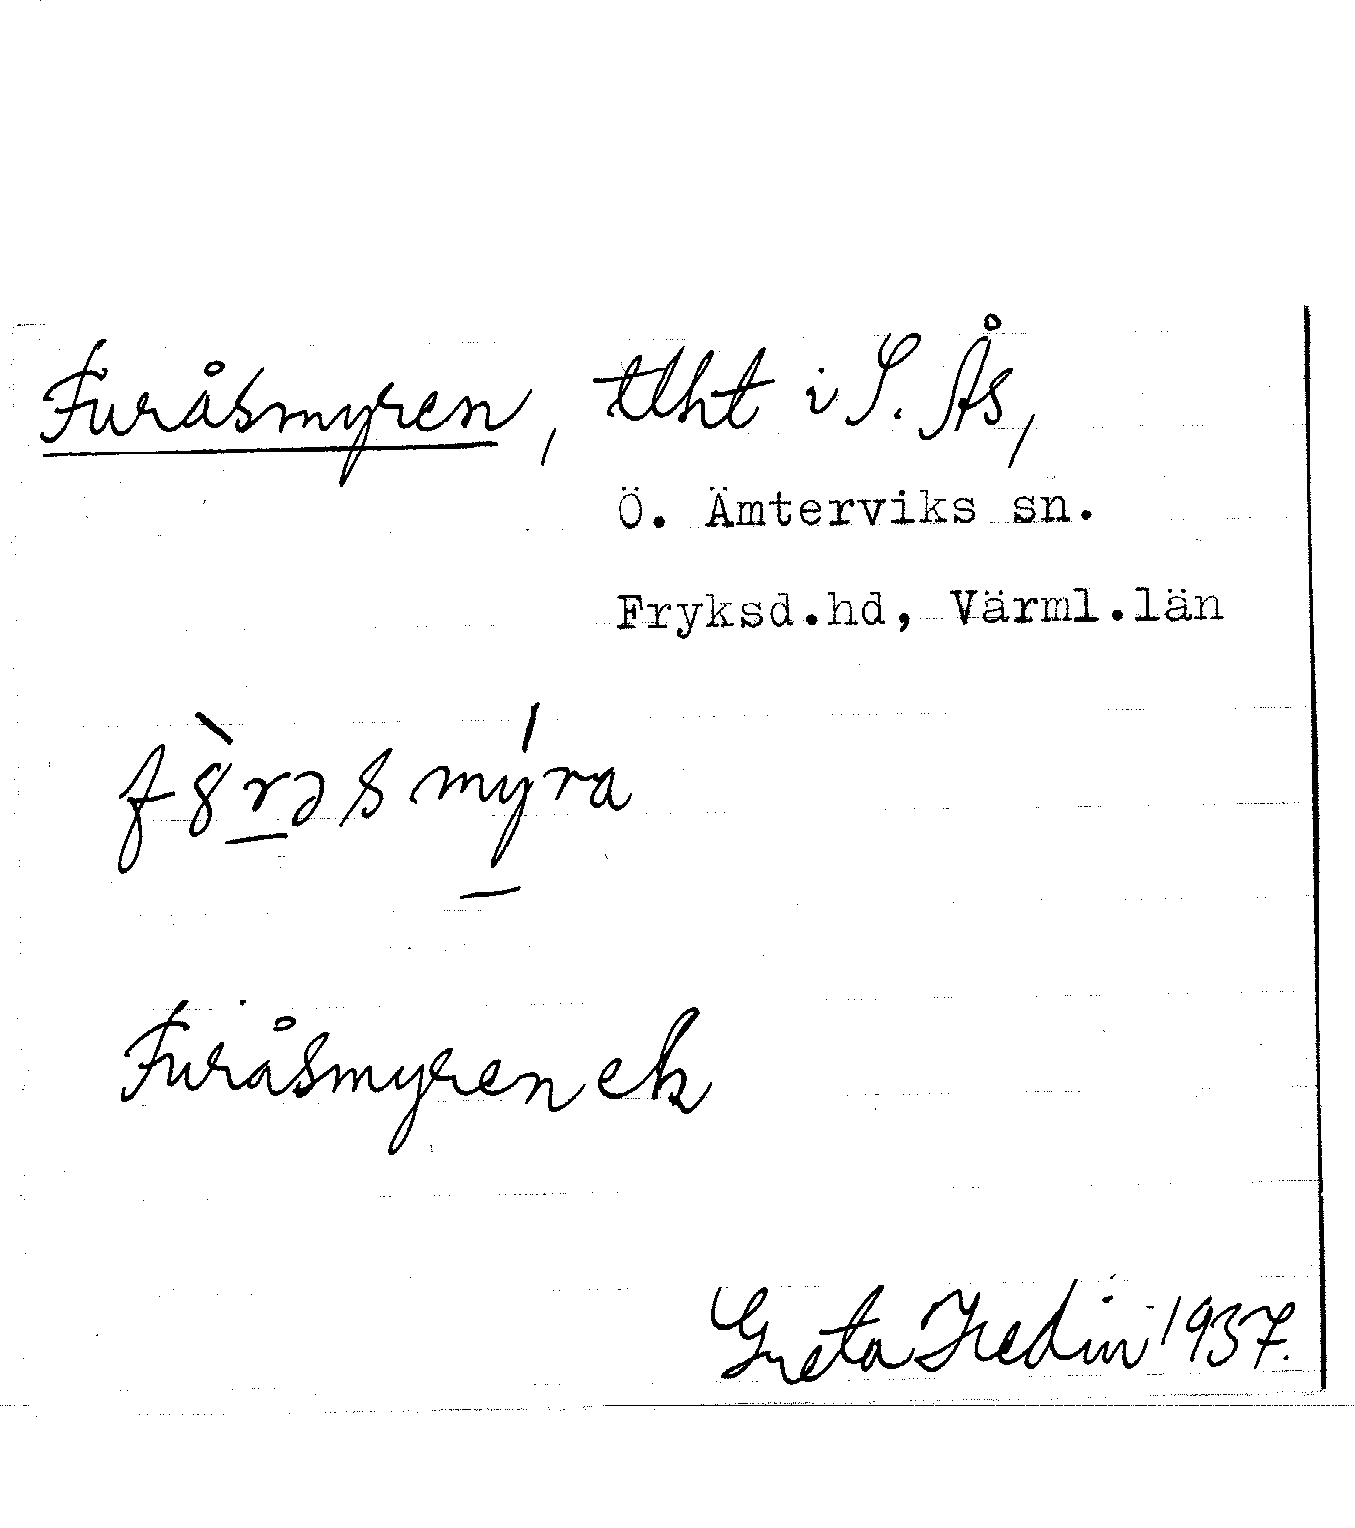 Furåsmyren, tlht i S. Ås,
Ö. Ämterviks sn.
Fryksd.hd, Värml.län
Furåsmyren ek
Greta Hedin 1937.